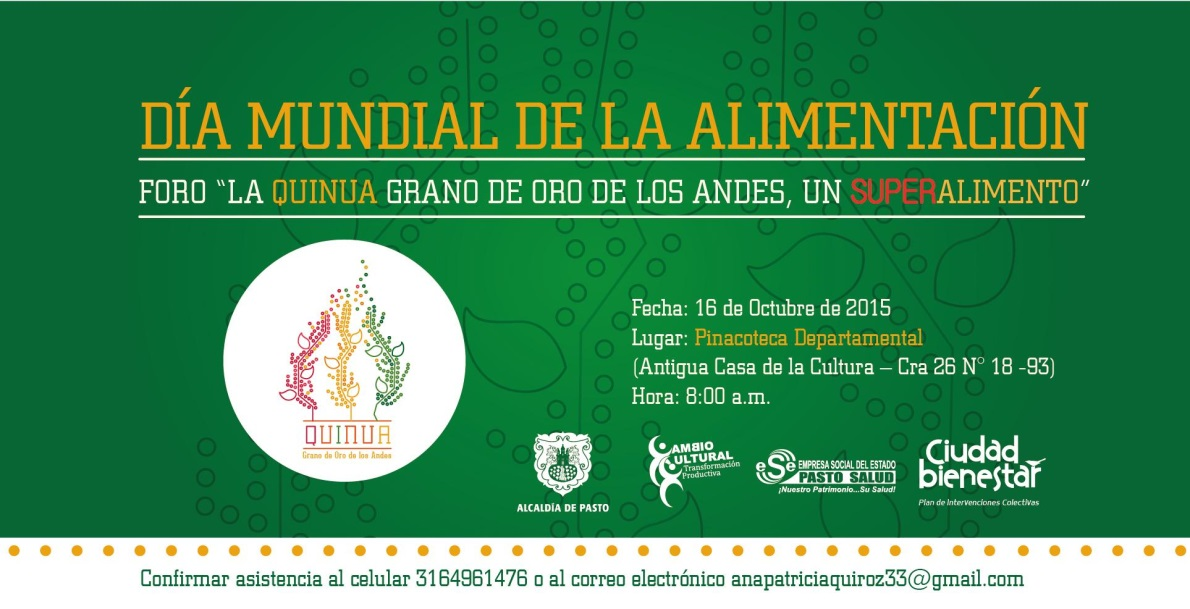 DÍA MUNDIAL DE LA ALIMENTACIÓN
FORO “LA QUINUA GRANO DE ORO DE LOS ANDES, UN SUPERALIMENTO”
QUINUA
Grano de Oro de los Andes
Fecha: 16 de Octubre de 2015
Lugar: Pinacoteca Departamental
(Antigua Casa de la Cultura – Cra 26 N° 18 -93)
Hora: 8:00 a.m.
ALCALDÍA DE PASTO
CAMBIO
CULTURAL
Transformación
Productiva
eSe EMPRESA SOCIAL DEL ESTADO
PASTO SALUD
¡Nuestro Patrimonio...Su Salud!
Ciudad
bienestar
Plan de Intervenciones Colectivas
Confirmar asistencia al celular 3164961476 o al correo electrónico anapatriciaquiroz33@gmail.com